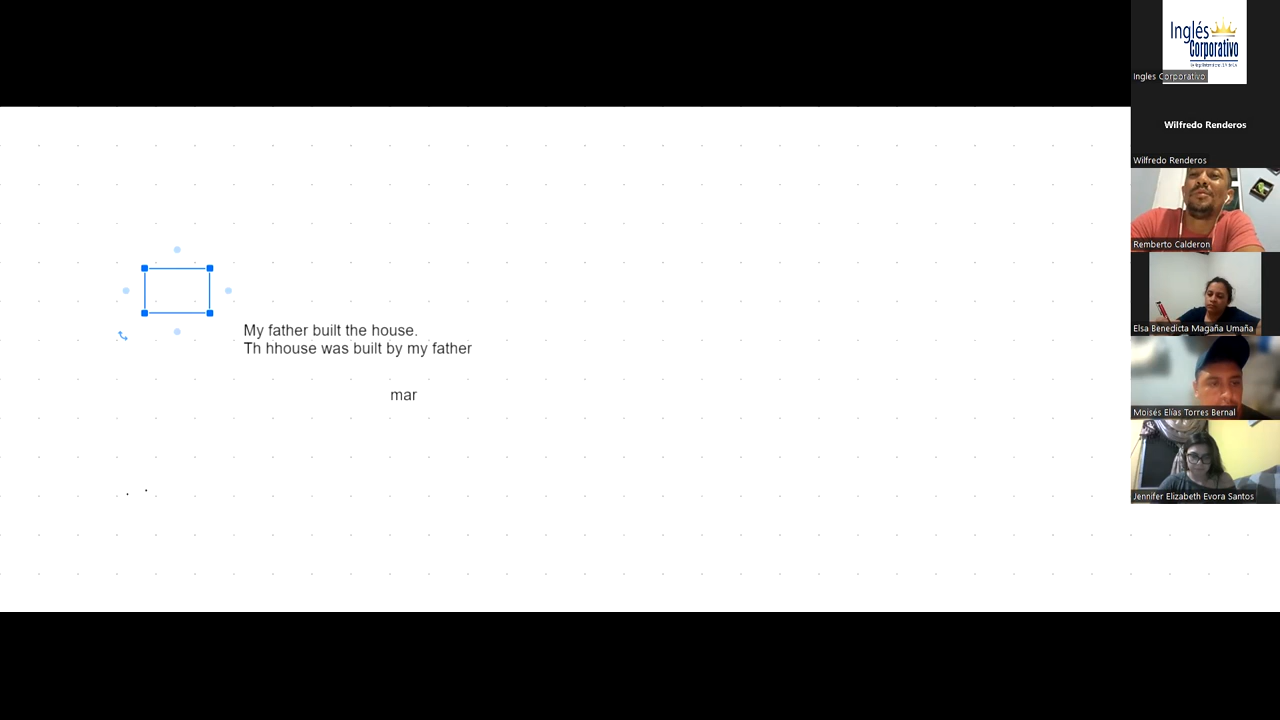 Inglés
Corporativo
Ingles Corporativo
Wilfredo Renderos
Wilfredo Renderos
Remberto Calderon
Elsa Benedicta Magaña Umaña
Moisés Elías Torres Bernal
Jennifer Elizabeth Evora Santos
My father built the house.
Th hhouse was built by my father
mar